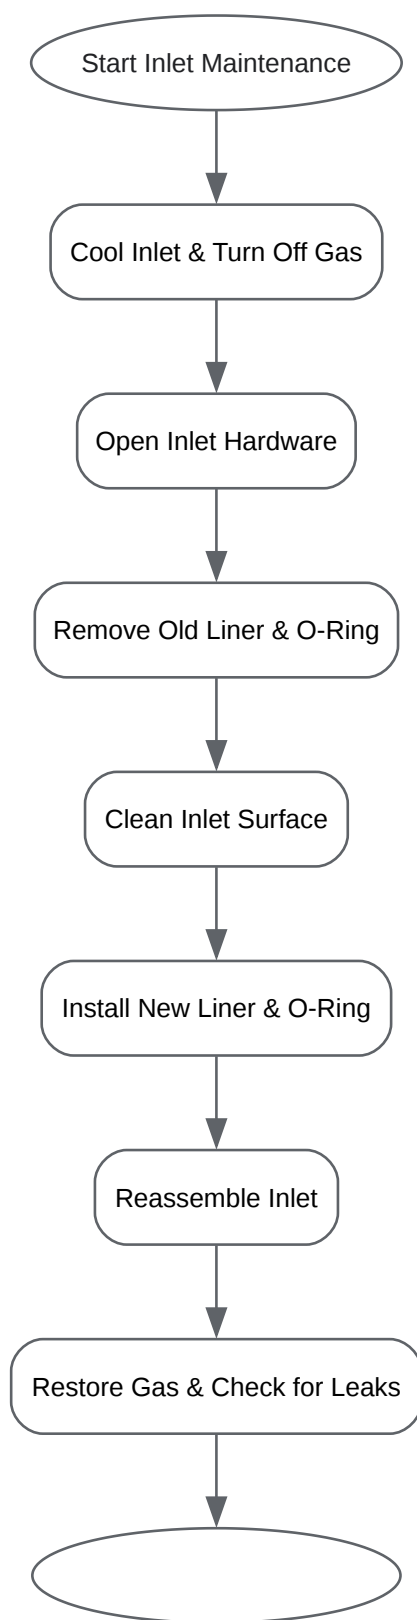 Start Inlet Maintenance
Cool Inlet & Turn Off Gas
Open Inlet Hardware
Remove Old Liner & O-Ring
Clean Inlet Surface
Install New Liner & O-Ring
Reassemble Inlet
Restore Gas & Check for Leaks